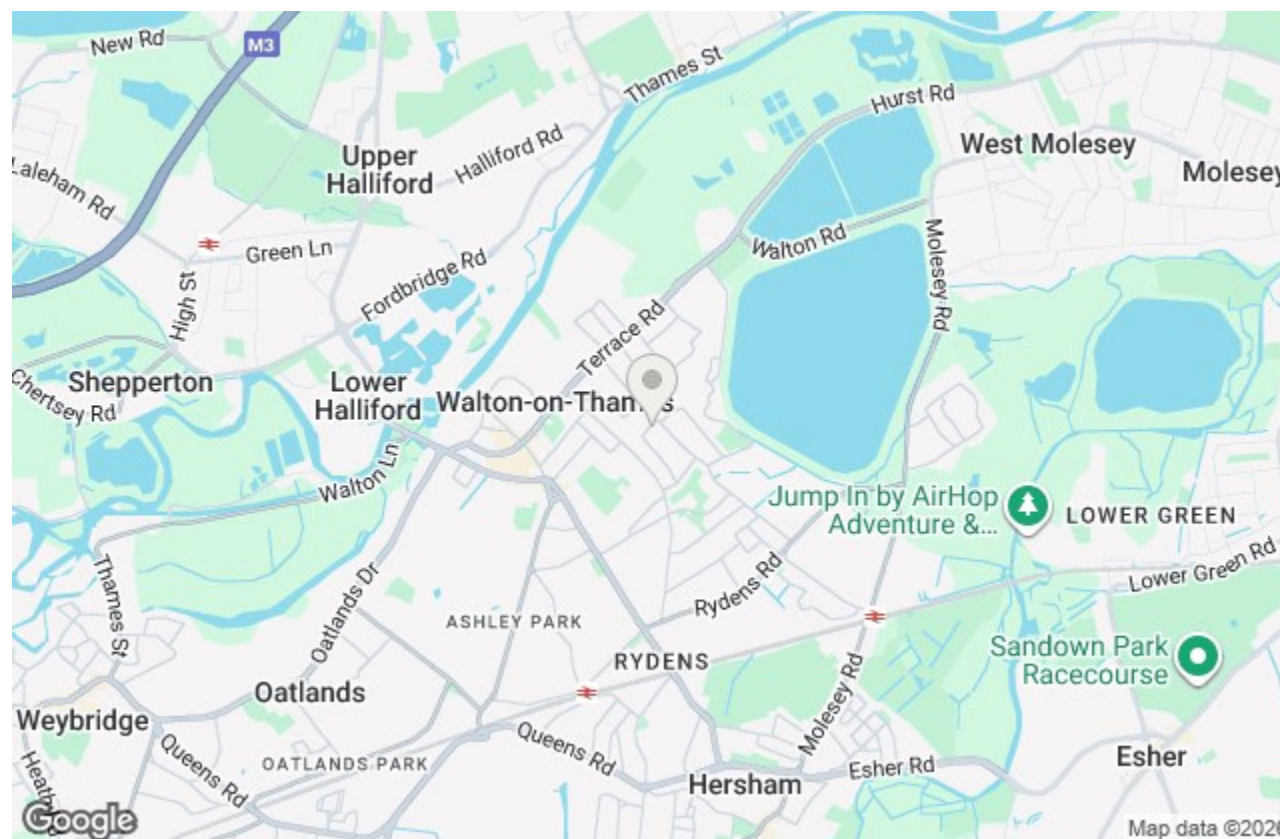 New Rd
M3
Thames St
Hurst Rd
West Molesey
Molesey
Upper
Halliford
Halliford Rd
Laleham Rd
Green Ln
Walton Rd
Molesey Rd
High St
Fordbridge Rd
Terrace Rd
Shepperton
Chertsey Rd
Lower
Halliford
Walton-on-Thames
Walton Ln
Jump In by AirHop
Adventure &...
LOWER GREEN
Lower Green Rd
Thames St
Oatlands Dr
Rydens Rd
ASHLEY PARK
RYDENS
Sandown Park
Racecourse
Oatlands
Weybridge
Molesey Rd
Queens Rd
Queens Rd
OATLANDS PARK
Hersham
Esher Rd
Esher
Google
Map data ©2026